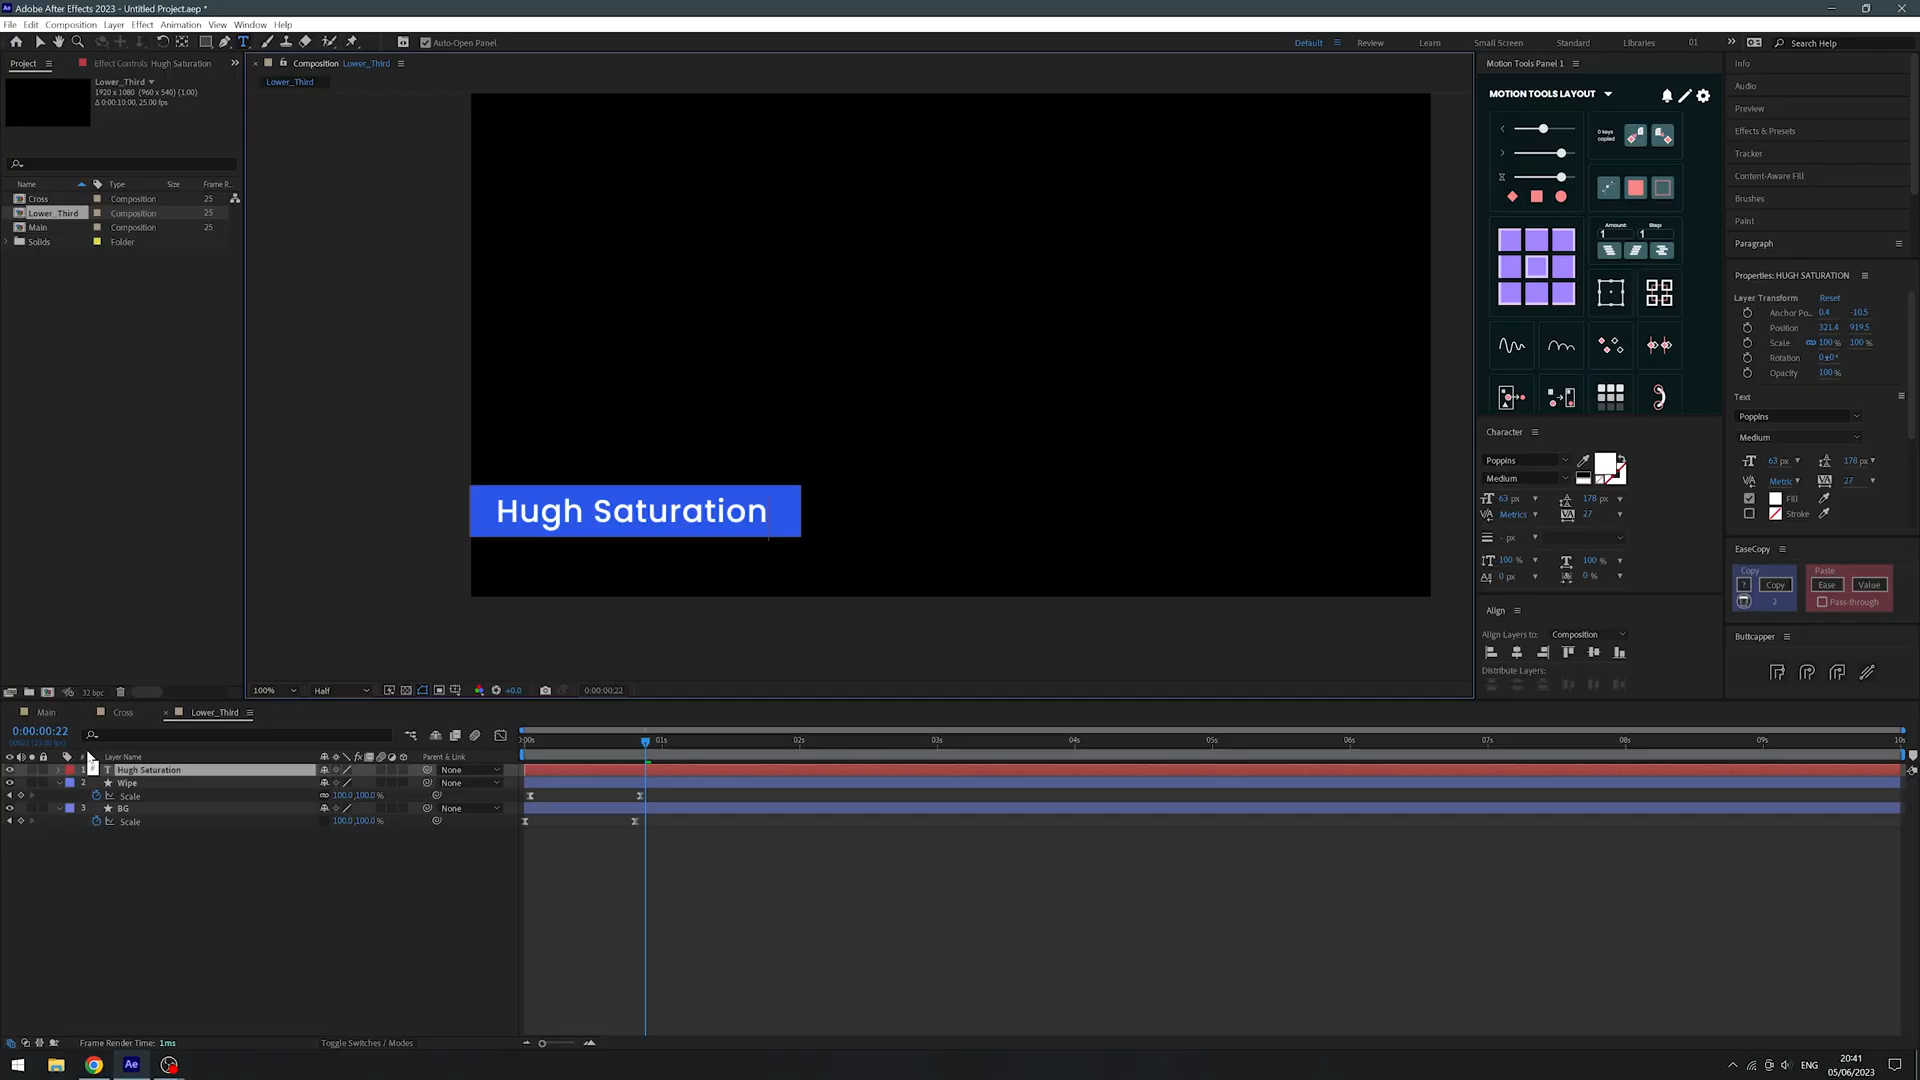 Adobe After Effects 2023 - Untitled Project.aep *
File Edit Composition Layer Effect Animation View Window Help
Auto-Open Panel
Default Review Learn Small Screen Standard Libraries 01 Search Help
Project Effect Controls Hugh Saturation
Composition Lower_Third
Lower_Third
Lower_Third
1920 x 1080 (960 x 540) (1.00)
Δ 0:00:10:00, 25.00 fps
Name Type Size Frame R...
Cross Composition 25
Lower_Third Composition 25
Main Composition 25
Solids Folder
32 bpc
Hugh Saturation
100% Half +0.0 0:00:00:22
Motion Tools Panel 1
MOTION TOOLS LAYOUT
0 keys
copied
Amount: Step:
1 1
Character
Poppins
Medium
63 px 178 px
Metrics 27
- px
100 % 100 %
0 px 0 %
Align
Align Layers to: Composition
Distribute Layers:
Info
Audio
Preview
Effects & Presets
Tracker
Content-Aware Fill
Brushes
Paint
Paragraph
Properties: HUGH SATURATION
Layer Transform Reset
Anchor Po... 0.4 -10.5
Position 321.4 919.5
Scale 100 % 100 %
Rotation 0x0°
Opacity 100 %
Text
Poppins
Medium
63 px 178 px
Metric 27
Fill
Stroke
EaseCopy
Copy Paste
? Copy Ease Value
2 Pass-through
Buttcapper
Main Cross Lower_Third
0:00:00:22
00022 (25.00 fps)
# Layer Name Parent & Link
:00s 01s 02s 03s 04s 05s 06s 07s 08s 09s 10s
1 T Hugh Saturation None
2 Wipe None
Scale 100.0,100.0 %
3 BG None
Scale 100.0,100.0 %
Frame Render Time: 1ms
Toggle Switches / Modes
Ae
ENG
20:41
05/06/2023